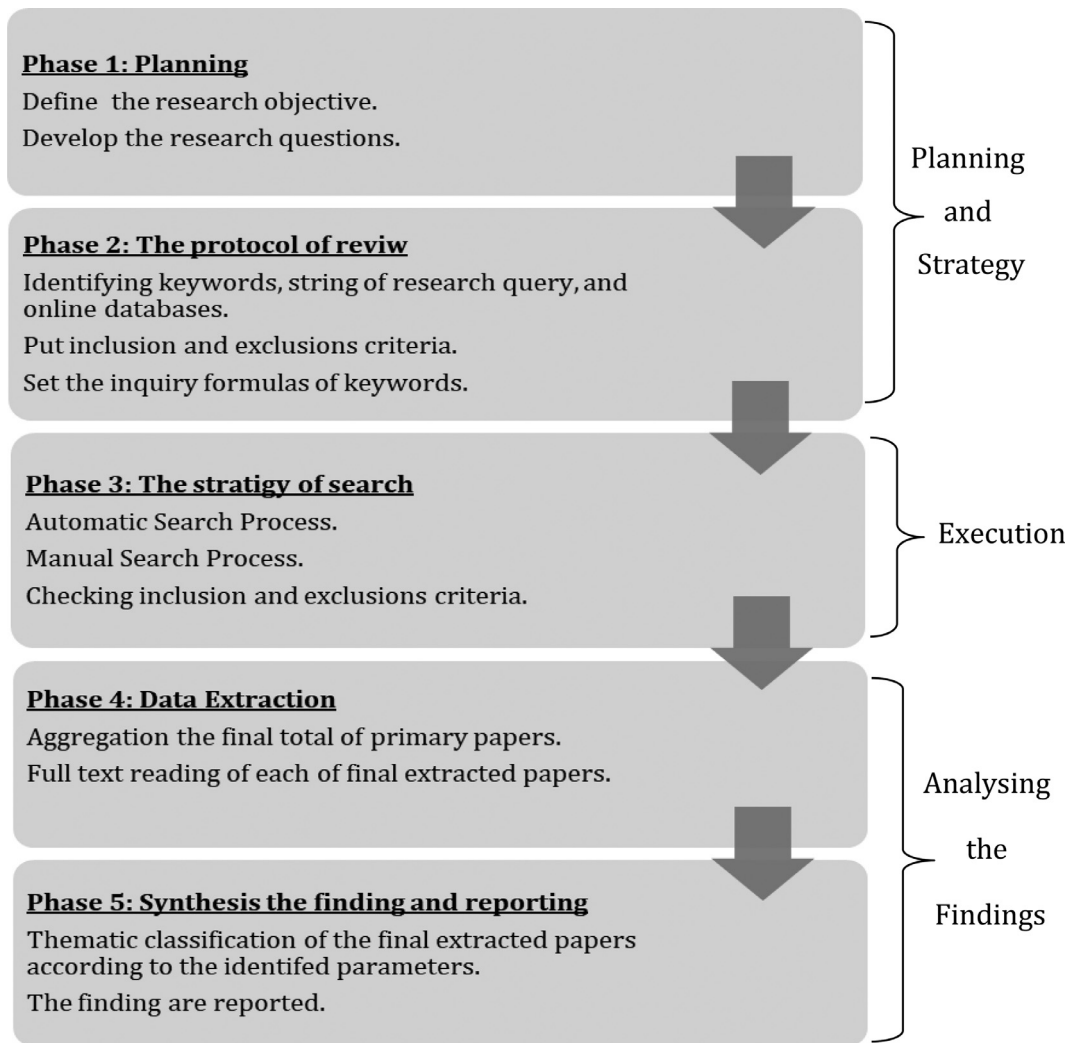 Phase 1: Planning
Define the research objective.
Develop the research questions.
Phase 2: The protocol of reviw
Identifying keywords, string of research query, and
online databases.
Put inclusion and exclusions criteria.
Set the inquiry formulas of keywords.
Planning
and
Strategy
Phase 3: The stratigy of search
Automatic Search Process.
Manual Search Process.
Checking inclusion and exclusions criteria.
Execution
Phase 4: Data Extraction
Aggregation the final total of primary papers.
Full text reading of each of final extracted papers.
Phase 5: Synthesis the finding and reporting
Thematic classification of the final extracted papers
according to the identifed parameters.
The finding are reported.
Analysing
the
Findings